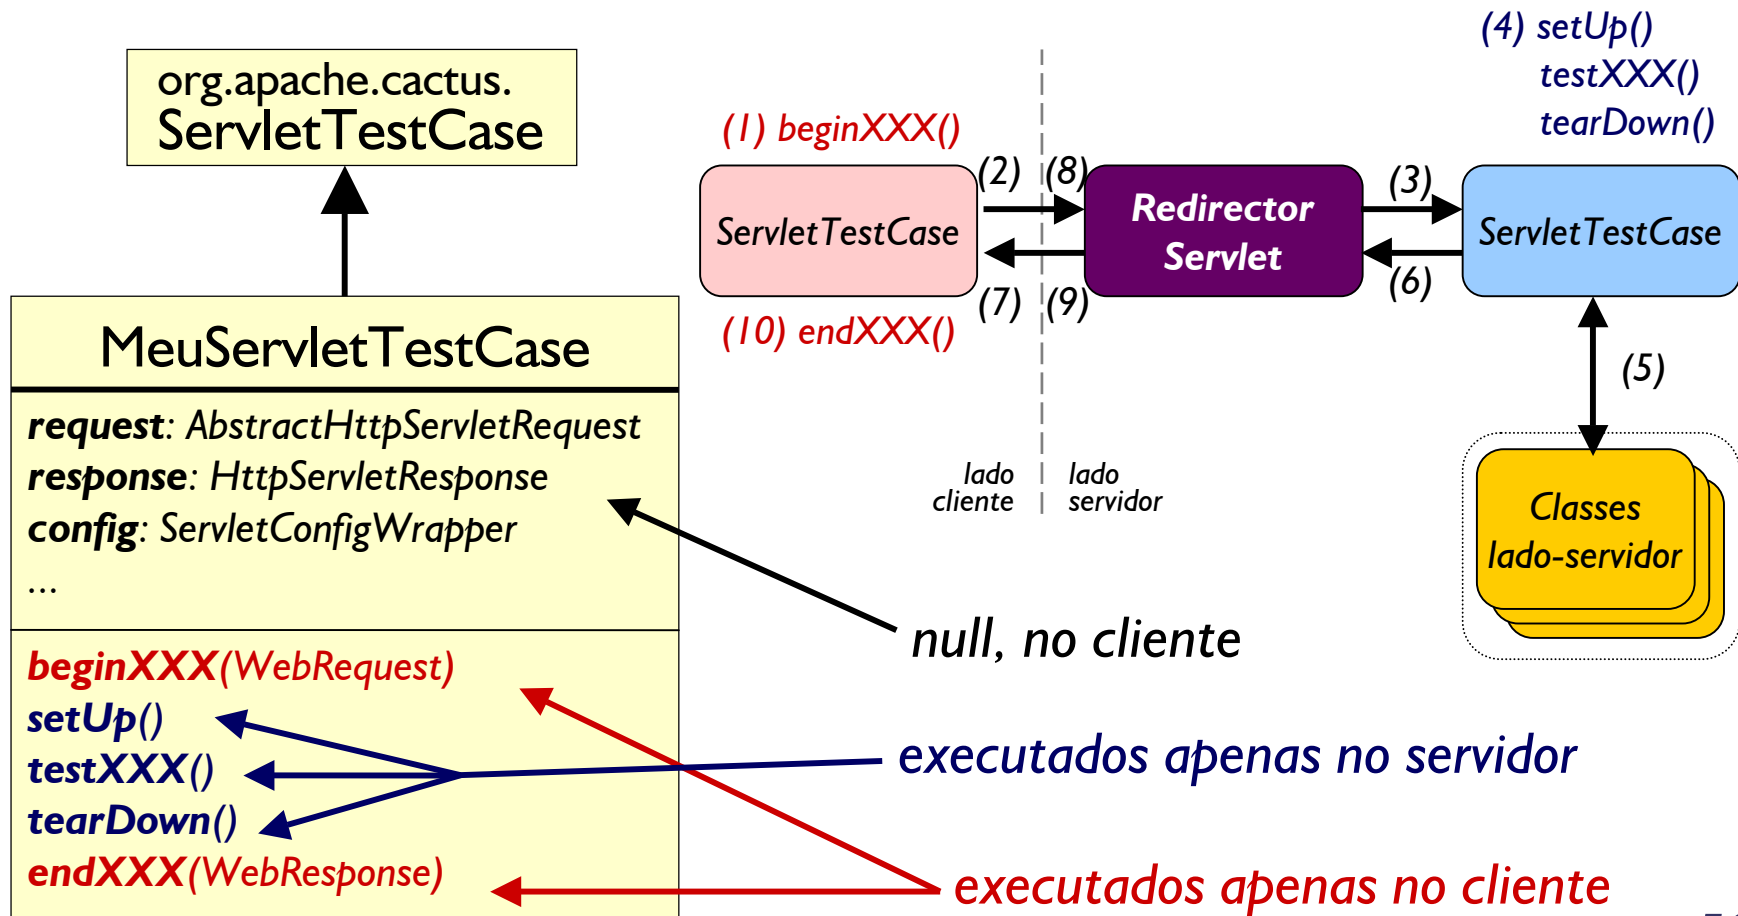 org.apache.cactus.
ServletTestCase
MeuServletTestCase
request: AbstractHttpServletRequest
response: HttpServletResponse
config: ServletConfigWrapper
...
beginXXX(WebRequest)
setUp()
testXXX()
tearDown()
endXXX(WebResponse)
(1) beginXXX()
ServletTestCase
(10) endXXX()
(2)
(8)
(7)
(9)
Redirector
Servlet
(3)
(6)
(4) setUp()
testXXX()
tearDown()
ServletTestCase
(5)
lado
cliente
lado
servidor
Classes
lado-servidor
null, no cliente
executados apenas no servidor
executados apenas no cliente